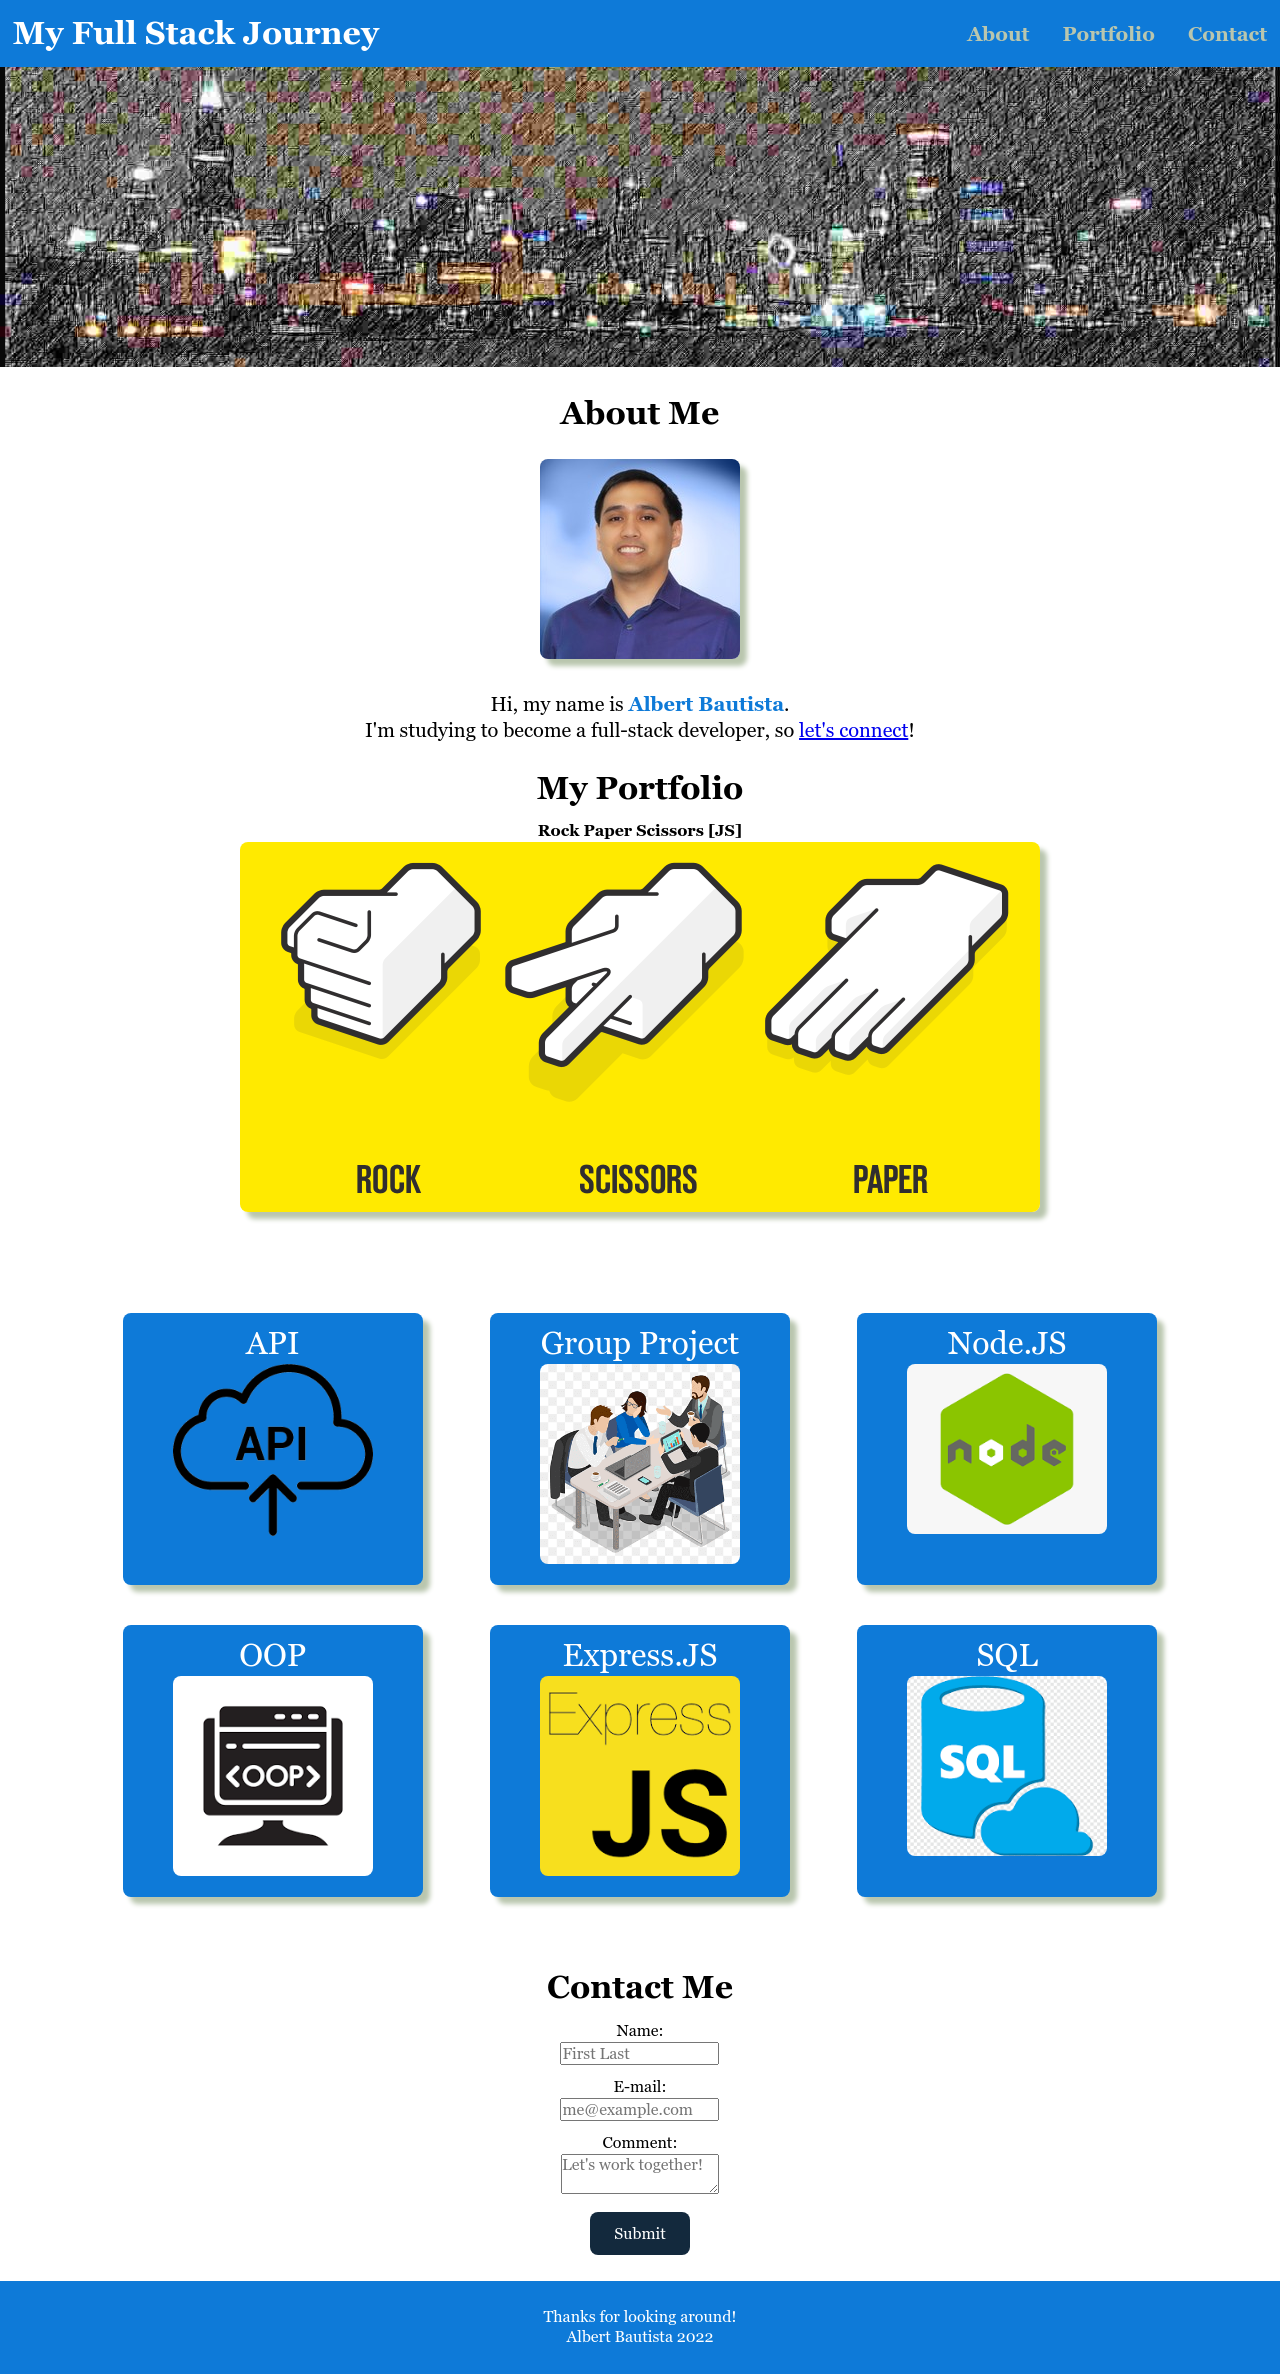 My Full Stack Journey
About Portfolio Contact
About Me
Hi, my name is Albert Bautista.
I'm studying to become a full-stack developer, so let's connect!
My Portfolio
Rock Paper Scissors [JS]
ROCK SCISSORS PAPER
API
API
Group Project
Node.JS
node
OOP
<OOP>
Express.JS
Express
JS
SQL
SQL
Contact Me
Name:
First Last
E-mail:
me@example.com
Comment:
Let's work together!
Submit
Thanks for looking around!
Albert Bautista 2022